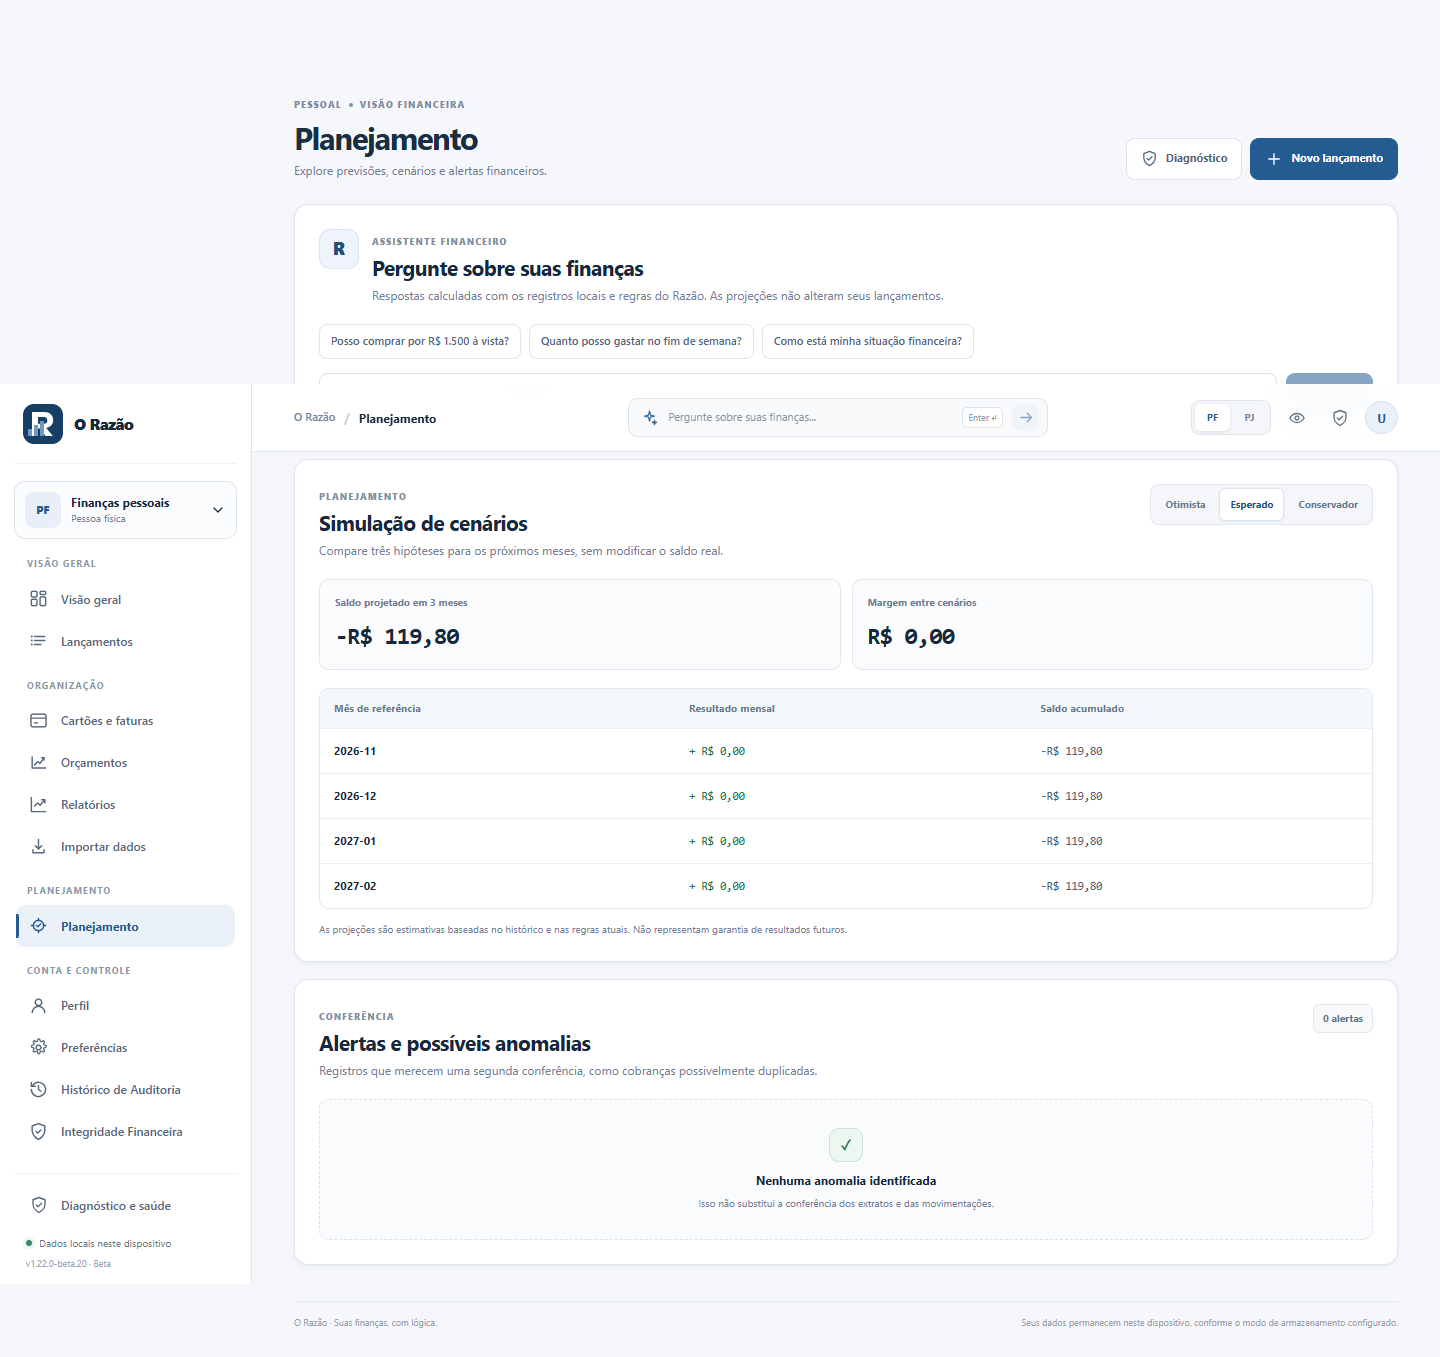 PESSOAL • VISÃO FINANCEIRA
Planejamento
Explore previsões, cenários e alertas financeiros.
Diagnóstico
Novo lançamento
R
ASSISTENTE FINANCEIRO
Pergunte sobre suas finanças
Respostas calculadas com os registros locais e regras do Razão. As projeções não alteram seus lançamentos.
Posso comprar por R$ 1.500 à vista?
Quanto posso gastar no fim de semana?
Como está minha situação financeira?
R O Razão
O Razão / Planejamento
Pergunte sobre suas finanças...
Enter ↲
PF PJ
U
PF
Finanças pessoais
Pessoa física
VISÃO GERAL
Visão geral
Lançamentos
ORGANIZAÇÃO
Cartões e faturas
Orçamentos
Relatórios
Importar dados
PLANEJAMENTO
Planejamento
CONTA E CONTROLE
Perfil
Preferências
Histórico de Auditoria
Integridade Financeira
Diagnóstico e saúde
Dados locais neste dispositivo
v1.22.0-beta.20 · Beta
PLANEJAMENTO
Simulação de cenários
Compare três hipóteses para os próximos meses, sem modificar o saldo real.
Otimista Esperado Conservador
Saldo projetado em 3 meses
-R$ 119,80
Margem entre cenários
R$ 0,00
Mês de referência Resultado mensal Saldo acumulado
2026-11 + R$ 0,00 -R$ 119,80
2026-12 + R$ 0,00 -R$ 119,80
2027-01 + R$ 0,00 -R$ 119,80
2027-02 + R$ 0,00 -R$ 119,80
As projeções são estimativas baseadas no histórico e nas regras atuais. Não representam garantia de resultados futuros.
CONFERÊNCIA
Alertas e possíveis anomalias
Registros que merecem uma segunda conferência, como cobranças possivelmente duplicadas.
0 alertas
Nenhuma anomalia identificada
Isso não substitui a conferência dos extratos e das movimentações.
O Razão · Suas finanças, com lógica.
Seus dados permanecem neste dispositivo, conforme o modo de armazenamento configurado.